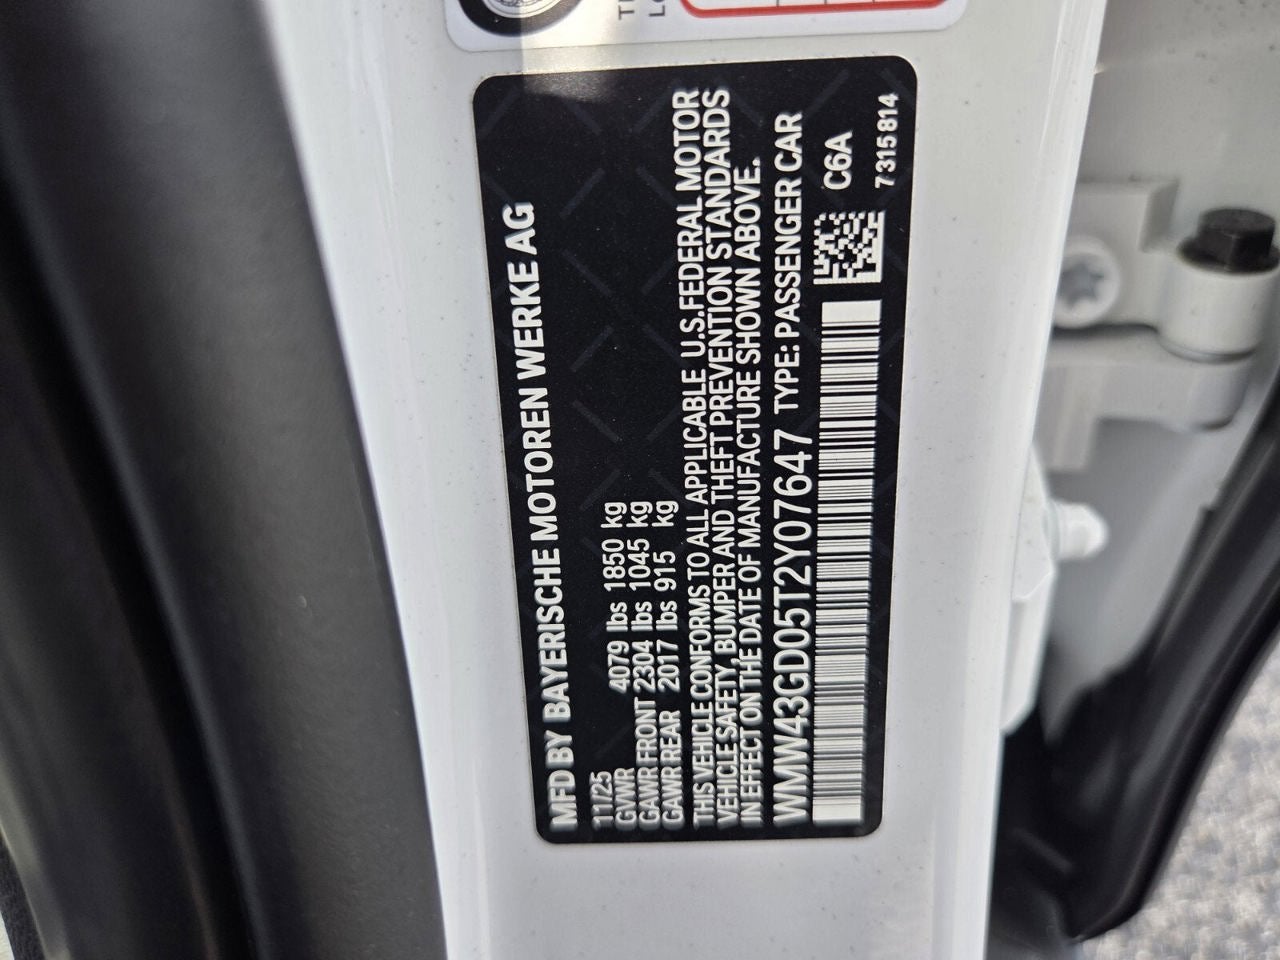 MFD BY BAYERISCHE MOTOREN WERKE AG
11/25
GVWR 4079 lbs 1850 kg
GAWR FRONT 2304 lbs 1045 kg
GAWR REAR 2017 lbs 915 kg
THIS VEHICLE CONFORMS TO ALL APPLICABLE U.S.FEDERAL MOTOR
VEHICLE SAFETY, BUMPER AND THEFT PREVENTION STANDARDS
IN EFFECT ON THE DATE OF MANUFACTURE SHOWN ABOVE.
WMW43GD05T2Y07647 TYPE: PASSENGER CAR
C6A
7315814